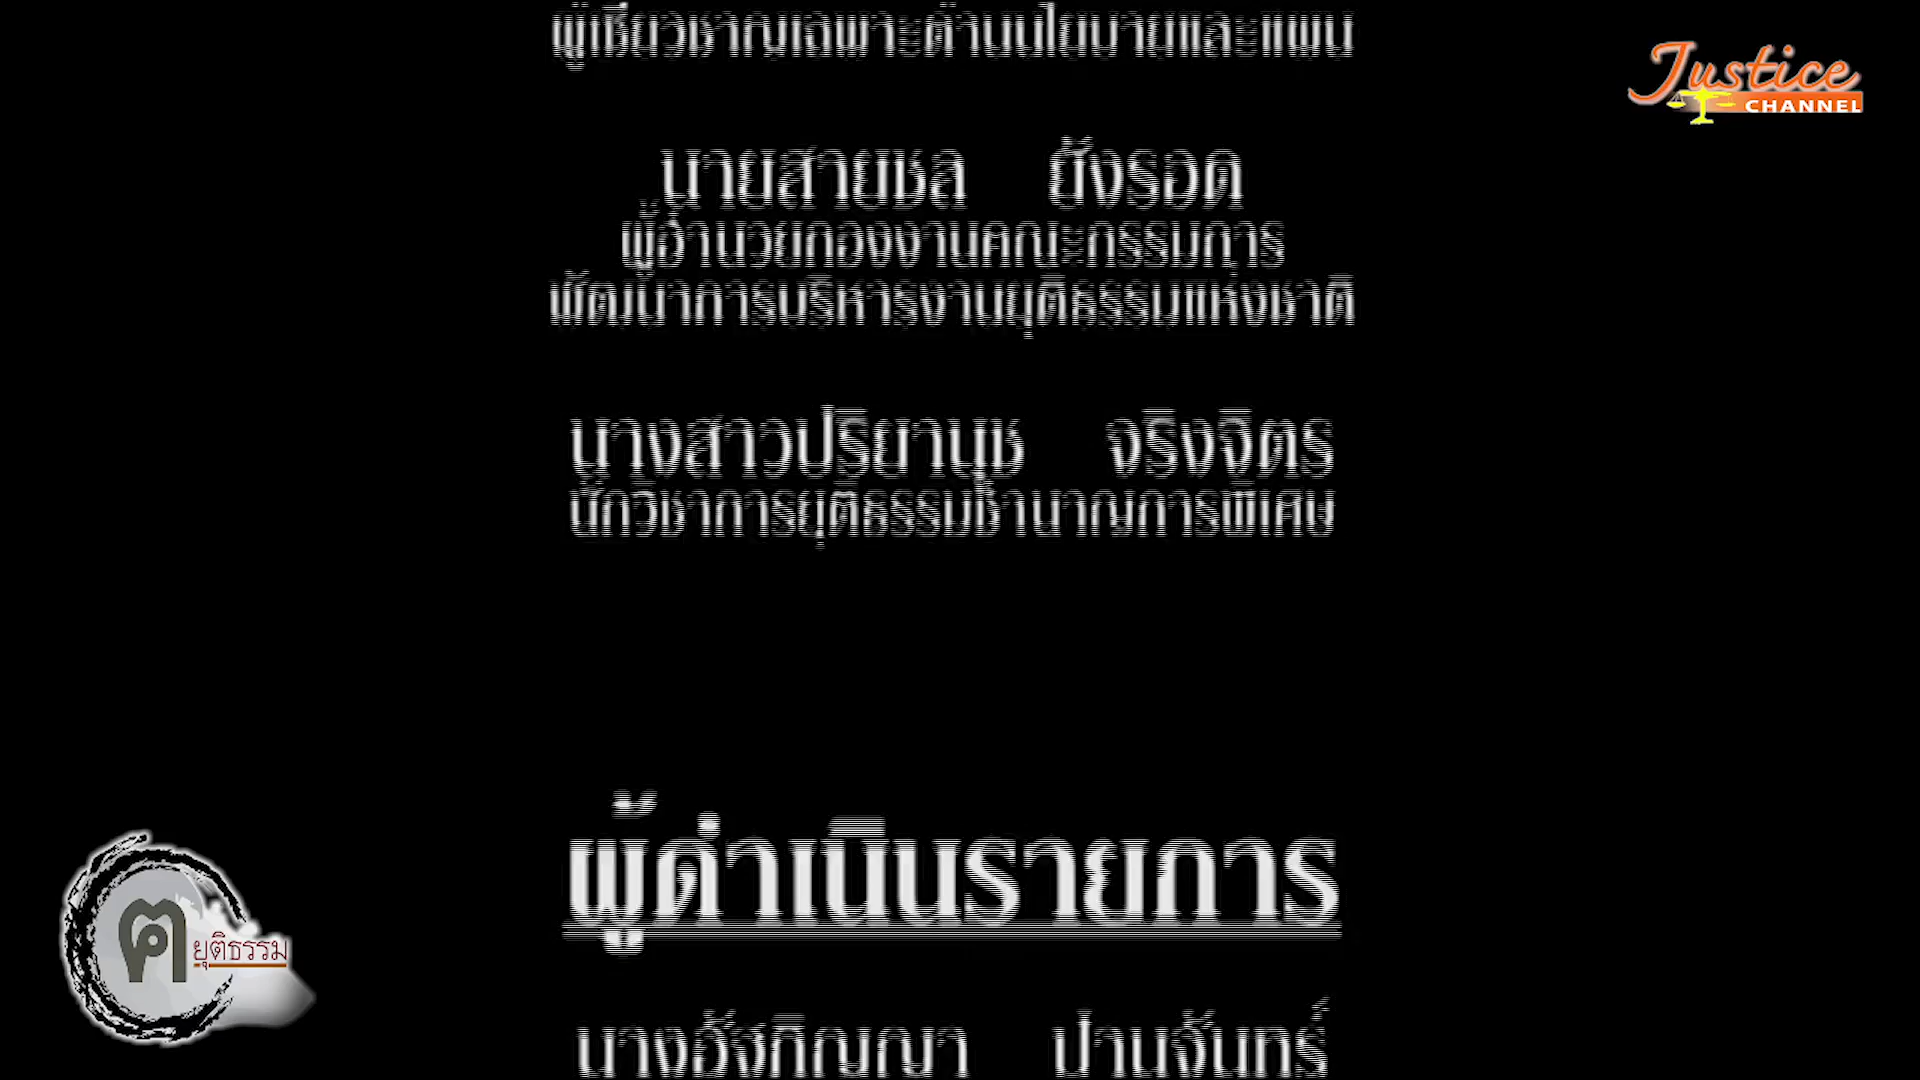 ผู้เชี่ยวชาญเฉพาะด้านนโยบายและแผน
Justice
CHANNEL
นายสายชล ยังรอด
ผู้อำนวยกองงานคณะกรรมการ
พัฒนาการบริหารงานยุติธรรมแห่งชาติ
นางสาวปริยานุช จริงจิตร
นักวิชาการยุติธรรมชำนาญการพิเศษ
ผู้ดำเนินรายการ
ฅ ยุติธรรม
นางอัชกิญญา ปานจันทร์